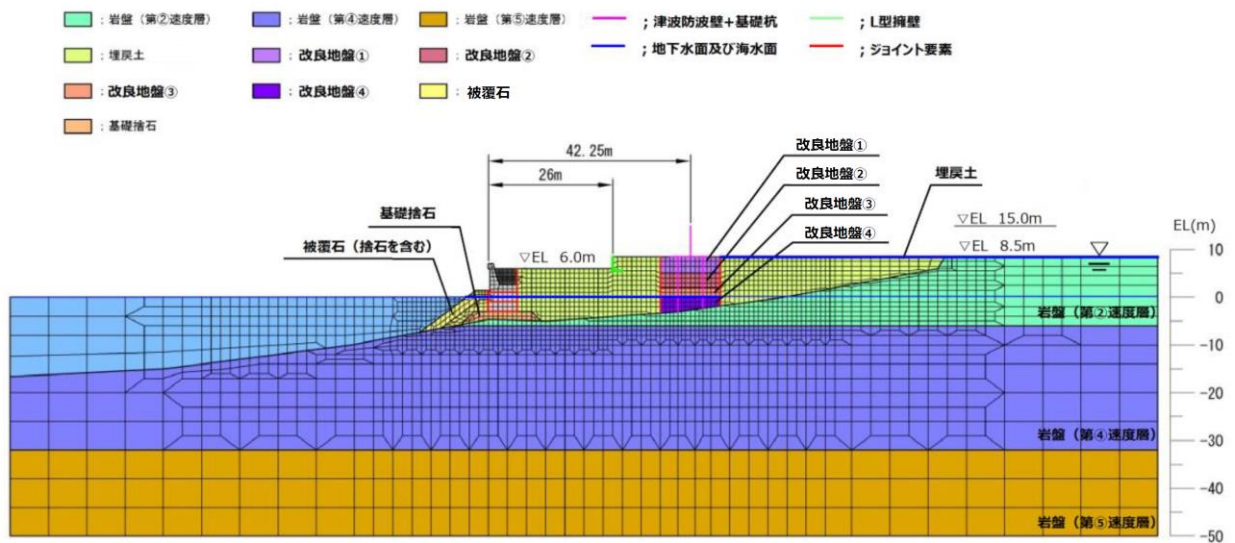 : 岩盤（第②速度層）
: 岩盤（第④速度層）
: 岩盤（第⑤速度層）
; 津波防波壁+基礎杭
; L型擁壁
: 埋戻土
: 改良地盤①
: 改良地盤②
; 地下水面及び海水面
; ジョイント要素
: 改良地盤③
: 改良地盤④
: 被覆石
: 基礎捨石
42.25m
26m
改良地盤①
改良地盤②
改良地盤③
改良地盤④
埋戻土
基礎捨石
被覆石（捨石を含む）
▽EL 6.0m
▽EL 15.0m
▽EL 8.5m
EL(m)
10
0
-10
-20
-30
-40
-50
岩盤（第②速度層）
岩盤（第④速度層）
岩盤（第⑤速度層）